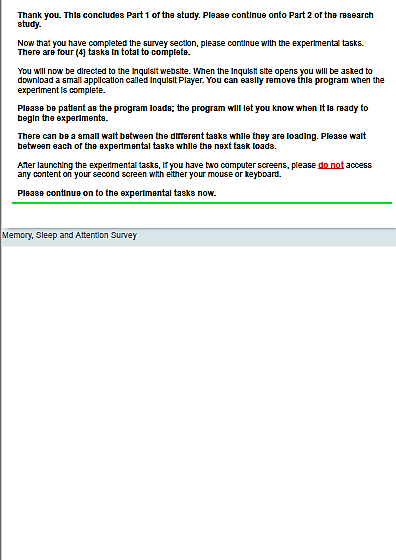 Thank you. This concludes Part 1 of the study. Please continue onto Part 2 of the research
study.
Now that you have completed the survey section, please continue with the experimental tasks.
There are four (4) tasks in total to complete.
You will now be directed to the Inquisit website. When the Inquisit site opens you will be asked to
download a small application called Inquisit Player. You can easily remove this program when the
experiment is complete.
Please be patient as the program loads; the program will let you know when it is ready to
begin the experiments.
There can be a small wait between the different tasks while they are loading. Please wait
between each of the experimental tasks while the next task loads.
After launching the experimental tasks, if you have two computer screens, please do not access
any content on your second screen with either your mouse or keyboard.
Please continue on to the experimental tasks now.
Memory, Sleep and Attention Survey